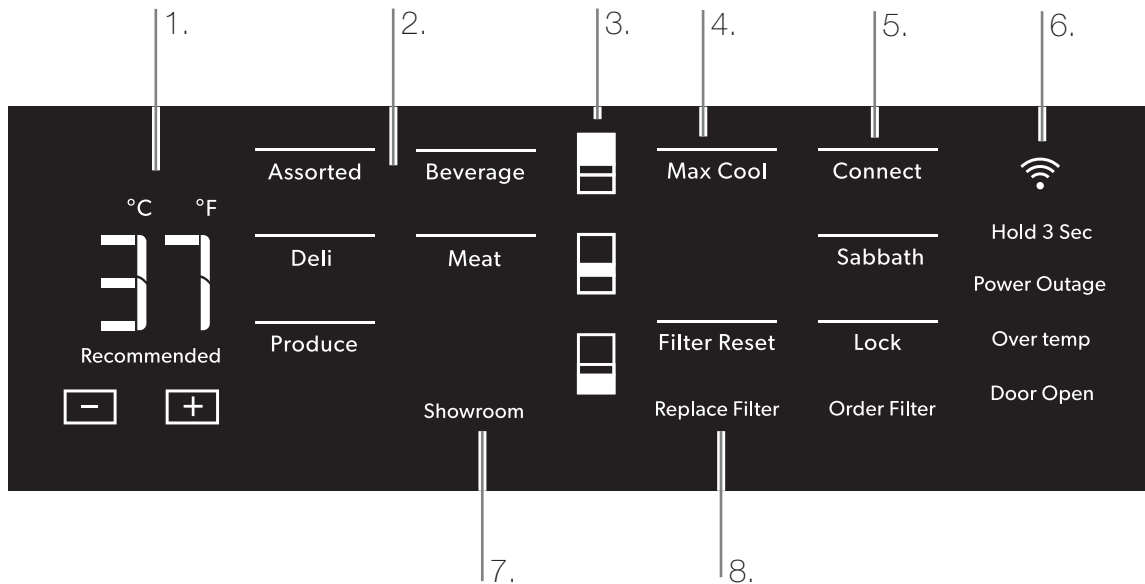 1. 2. 3. 4. 5. 6.
Assorted Beverage Max Cool Connect
°C °F
37
Hold 3 Sec
Deli Meat Sabbath
Power Outage
Recommended
Produce Filter Reset Lock
Over temp
Door Open
- +
Showroom Replace Filter Order Filter
7. 8.